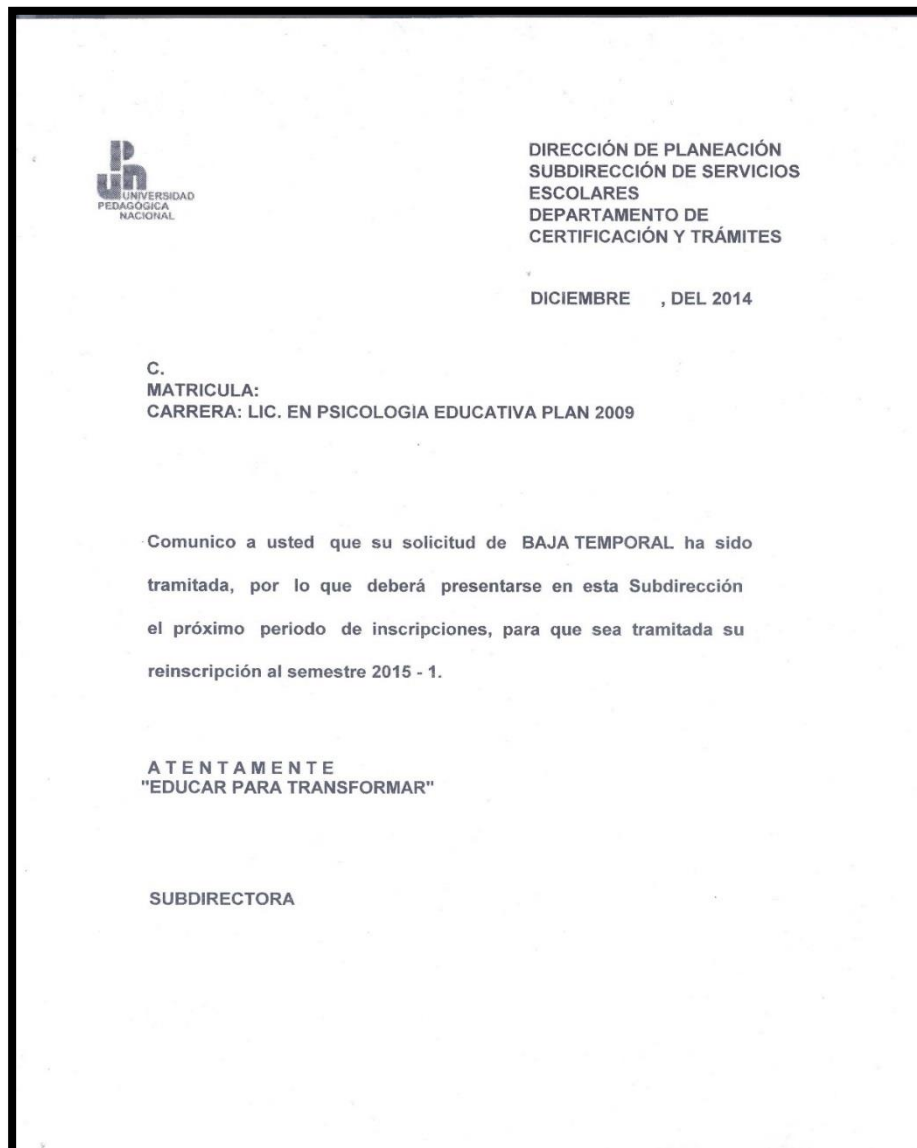 UNIVERSIDAD
PEDAGÓGICA
NACIONAL
DIRECCIÓN DE PLANEACIÓN
SUBDIRECCIÓN DE SERVICIOS
ESCOLARES
DEPARTAMENTO DE
CERTIFICACIÓN Y TRÁMITES
DICIEMBRE , DEL 2014
C.
MATRICULA:
CARRERA: LIC. EN PSICOLOGIA EDUCATIVA PLAN 2009
Comunico a usted que su solicitud de BAJA TEMPORAL ha sido
tramitada, por lo que deberá presentarse en esta Subdirección
el próximo periodo de inscripciones, para que sea tramitada su
reinscripción al semestre 2015 - 1.
A T E N T A M E N T E
"EDUCAR PARA TRANSFORMAR"
SUBDIRECTORA